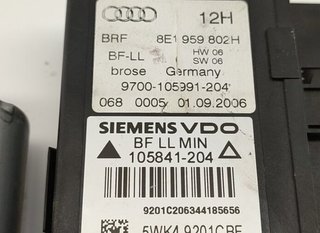 12H
BRF 8E1 959 802H
BF-LL HW 06
SW 06
brose Germany
9700-105991-204
068 0005 01.09.2006
SIEMENS VDO
BF LL MIN
105841-204
9201C206344185656
5WK4 9201CBF